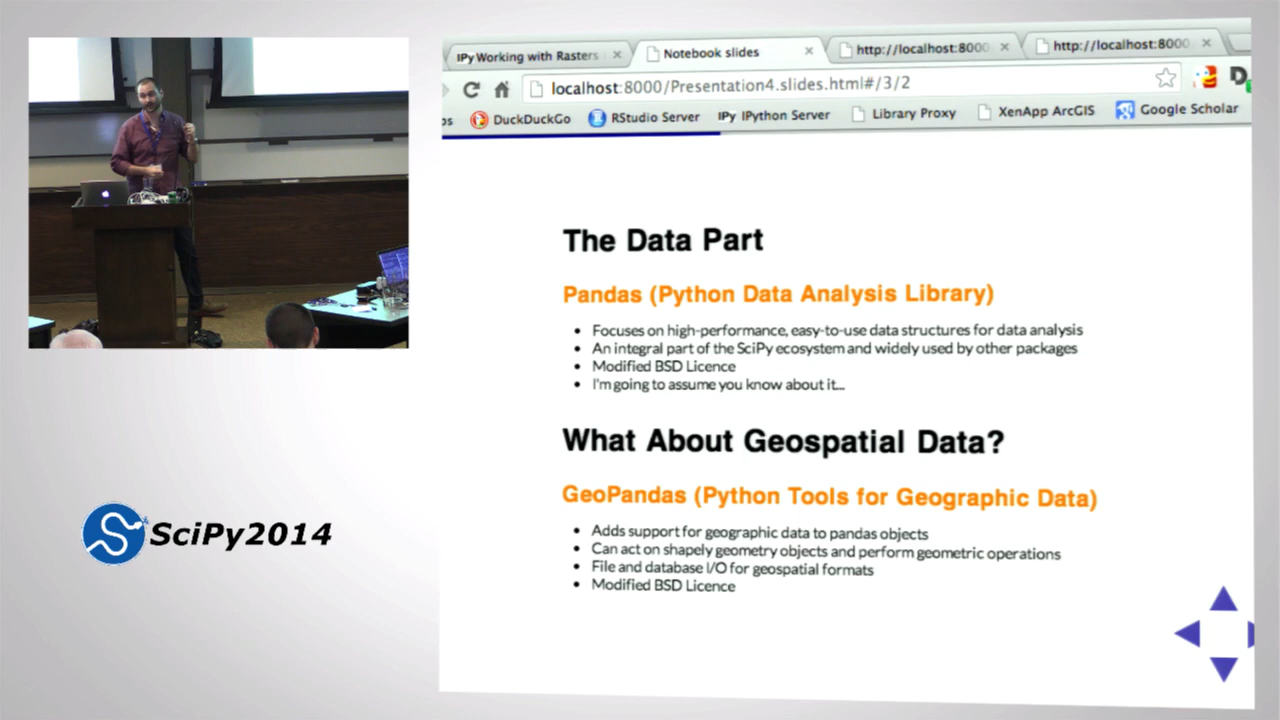 IPy Working with Rasters
Notebook slides
http://localhost:8000
http://localhost:8000
localhost:8000/Presentation4.slides.html#/3/2
DuckDuckGo
RStudio Server
IPy IPython Server
Library Proxy
XenApp ArcGIS
Google Scholar
The Data Part
Pandas (Python Data Analysis Library)
• Focuses on high-performance, easy-to-use data structures for data analysis
• An integral part of the SciPy ecosystem and widely used by other packages
• Modified BSD Licence
• I'm going to assume you know about it...
What About Geospatial Data?
GeoPandas (Python Tools for Geographic Data)
• Adds support for geographic data to pandas objects
• Can act on shapely geometry objects and perform geometric operations
• File and database I/O for geospatial formats
• Modified BSD Licence
SciPy2014